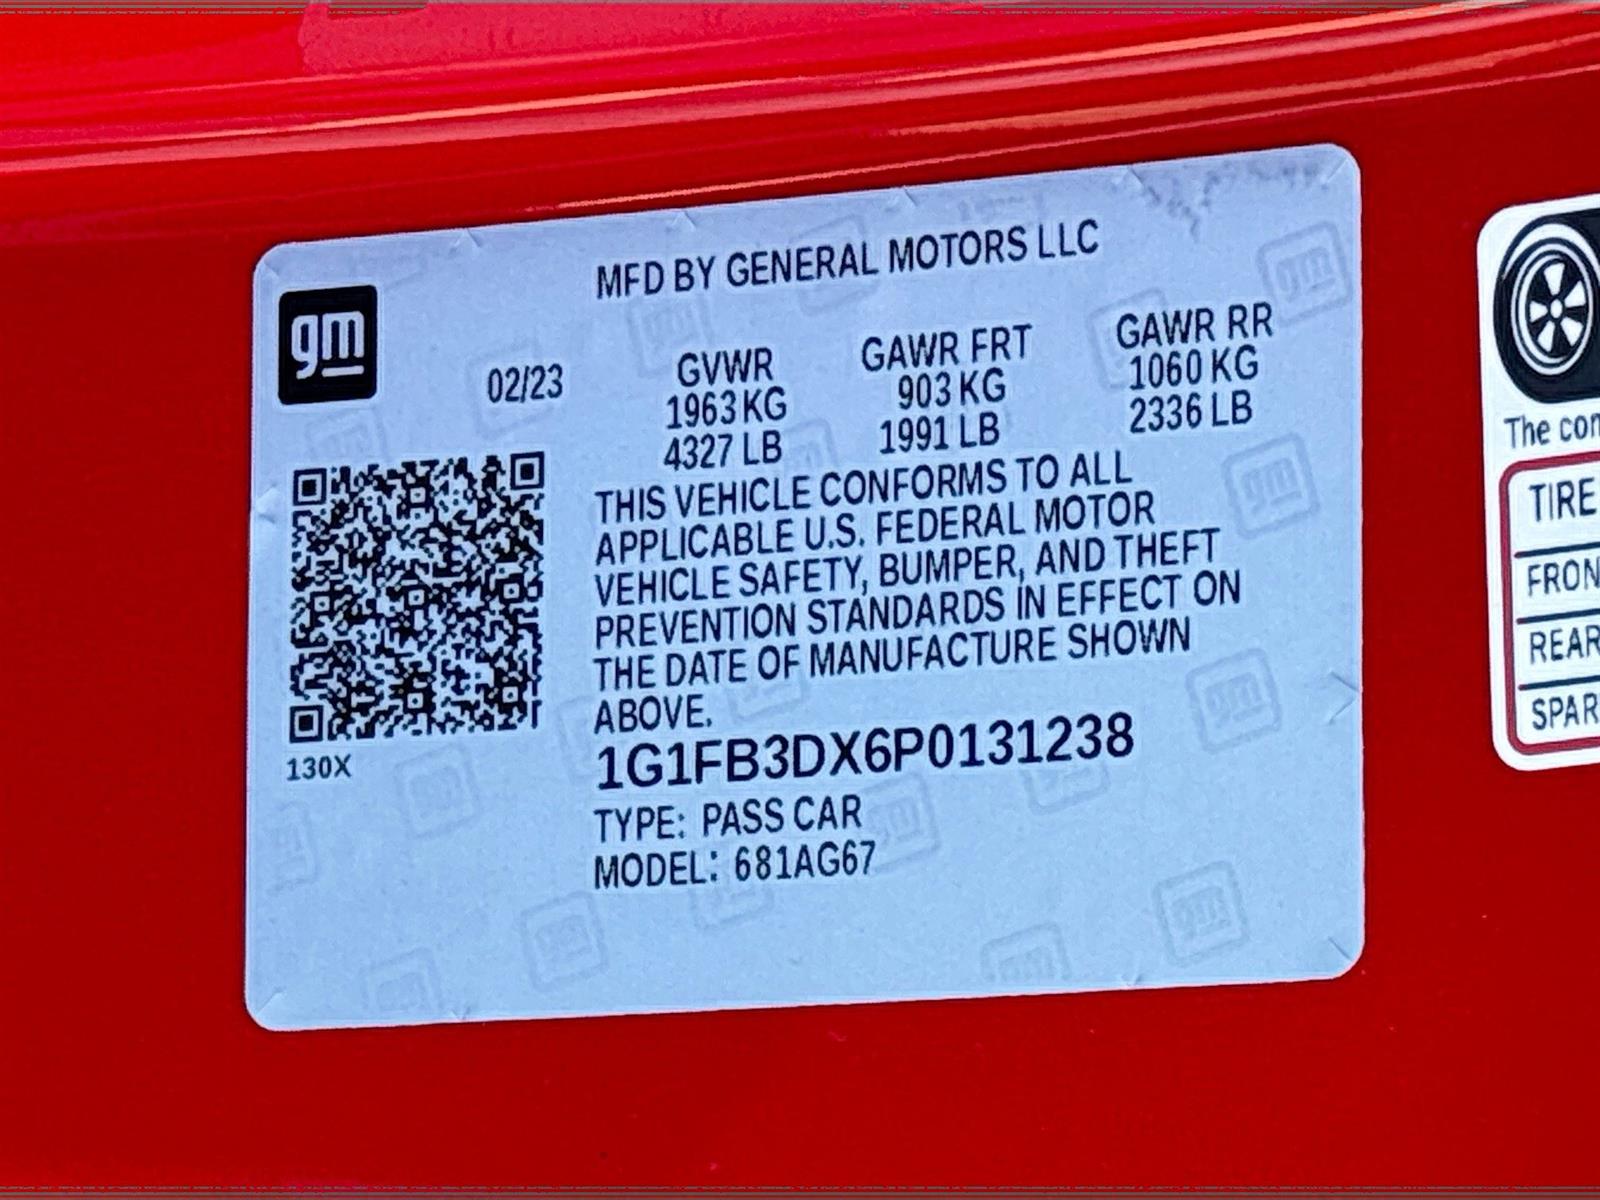 MFD BY GENERAL MOTORS LLC
gm
02/23
GVWR
1963 KG
4327 LB
GAWR FRT
903 KG
1991 LB
GAWR RR
1060 KG
2336 LB
THIS VEHICLE CONFORMS TO ALL
APPLICABLE U.S. FEDERAL MOTOR
VEHICLE SAFETY, BUMPER, AND THEFT
PREVENTION STANDARDS IN EFFECT ON
THE DATE OF MANUFACTURE SHOWN
ABOVE.
130X
1G1FB3DX6P0131238
TYPE: PASS CAR
MODEL: 681AG67
The
TIRE
REAR